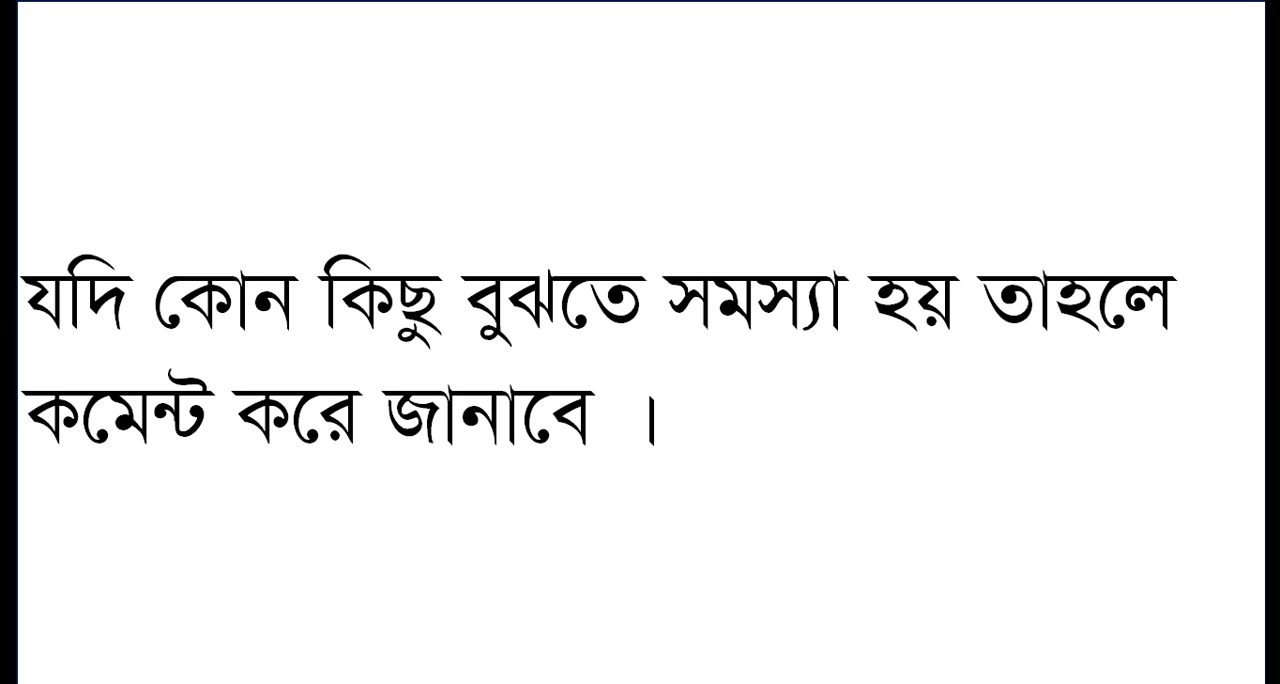 যদি কোন কিছু বুঝতে সমস্যা হয় তাহলে
কমেন্ট করে জানাবে ।